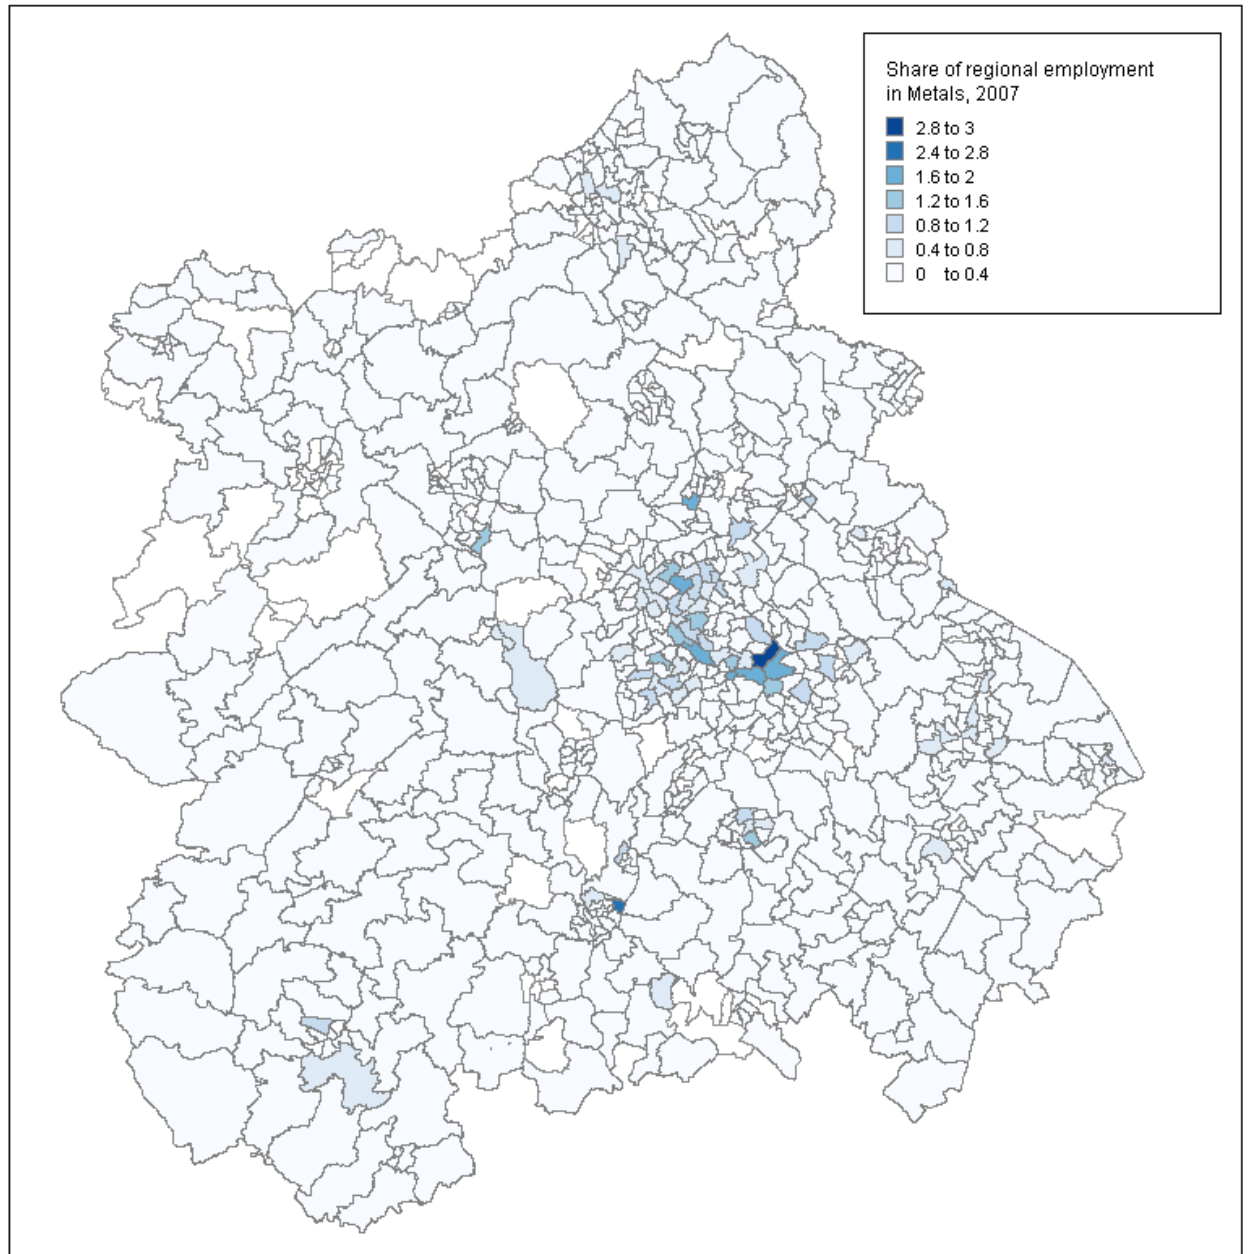 Share of regional employment
in Metals, 2007
2.8 to 3
2.4 to 2.8
1.6 to 2
1.2 to 1.6
0.8 to 1.2
0.4 to 0.8
0 to 0.4